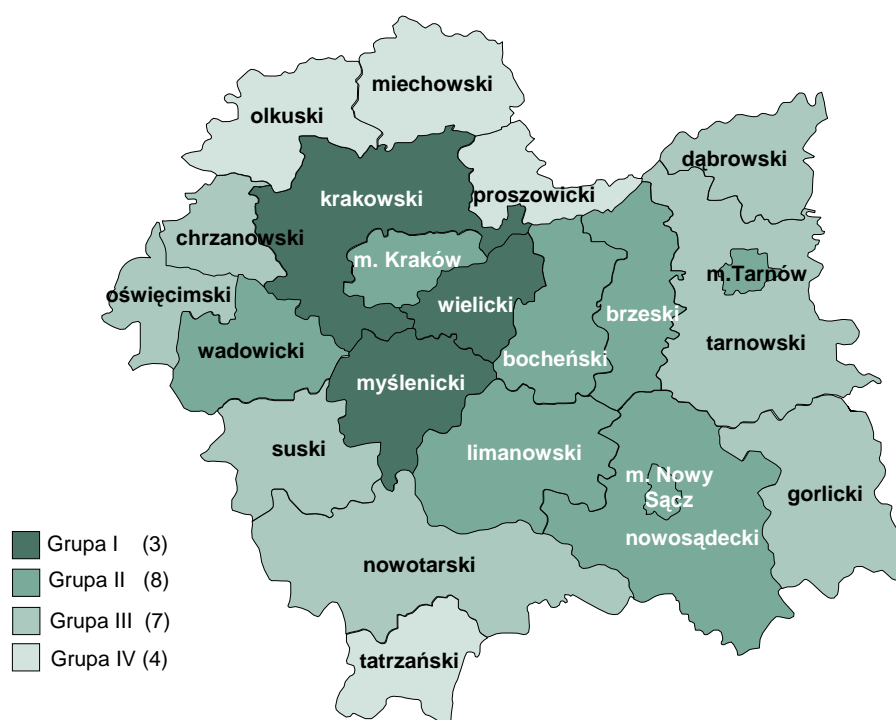 miechowski
olkuski
dąbrowski
proszowicki
krakowski
chrzanowski
m. Kraków
m.Tarnów
oświęcimski
wielicki
brzeski
tarnowski
wadowicki
bocheński
myślenicki
suski
limanowski
m. Nowy
Sącz
gorlicki
nowosądecki
nowotarski
tatrzański
Grupa I (3)
Grupa II (8)
Grupa III (7)
Grupa IV (4)